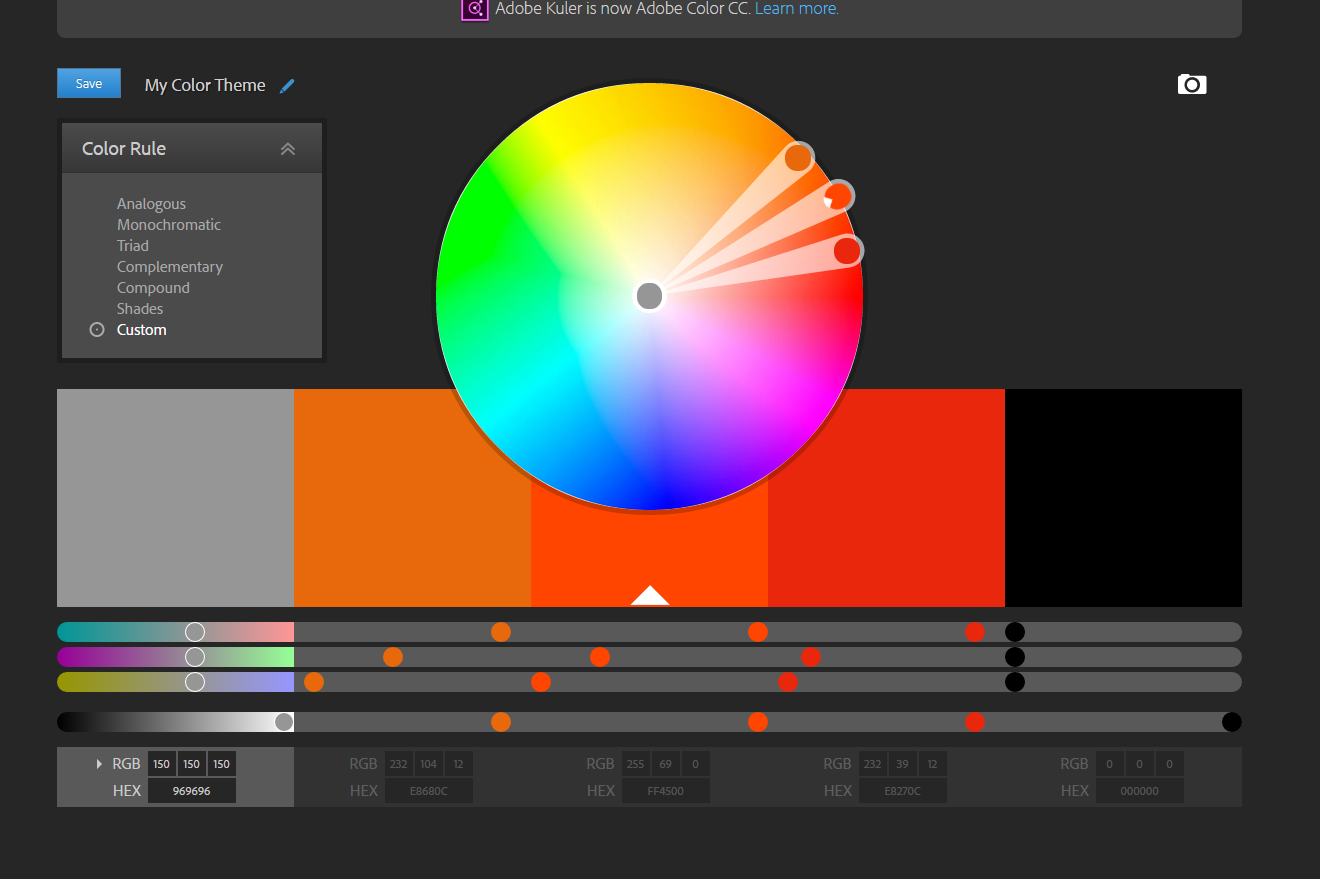 Adobe Kuler is now Adobe Color CC. Learn more.
Save My Color Theme
Color Rule
Analogous
Monochromatic
Triad
Complementary
Compound
Shades
Custom
RGB 150 150 150 RGB 232 104 12 RGB 255 69 0 RGB 232 39 12 RGB 0 0 0
HEX 969696 HEX E8680C HEX FF4500 HEX E8270C HEX 000000